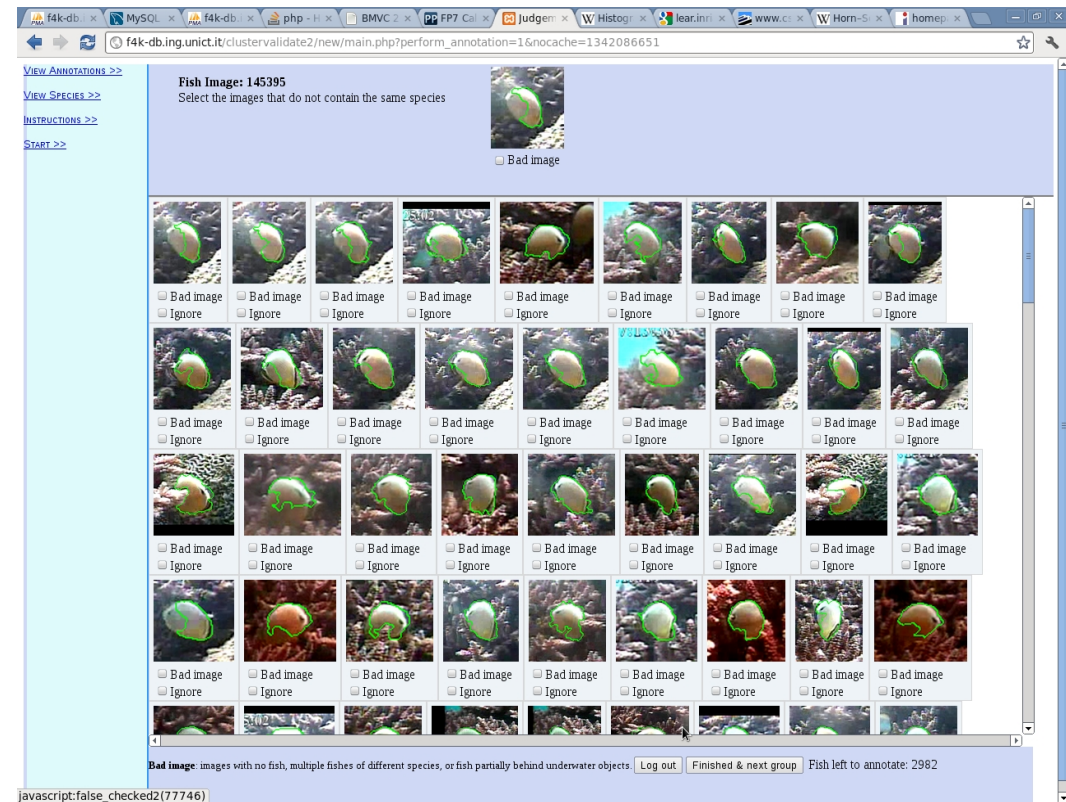 f4k-db.i
MySQL
f4k-db.i
php - H
BMVC 2
FP7 Cal
Judgem
Histogr
lear.inri
www.cs
Horn–S
homep.
f4k-db.ing.unict.it/clustervalidate2/new/main.php?perform_annotation=1&nocache=1342086651
VIEW ANNOTATIONS >>
VIEW SPECIES >>
INSTRUCTIONS >>
START >>
Fish Image: 145395
Select the images that do not contain the same species
Bad image
Bad image Bad image Bad image Bad image Bad image Bad image Bad image Bad image Bad image
Ignore Ignore Ignore Ignore Ignore Ignore Ignore Ignore Ignore
Bad image Bad image Bad image Bad image Bad image Bad image Bad image Bad image Bad image
Ignore Ignore Ignore Ignore Ignore Ignore Ignore Ignore Ignore
Bad image Bad image Bad image Bad image Bad image Bad image Bad image Bad image Bad image
Ignore Ignore Ignore Ignore Ignore Ignore Ignore Ignore Ignore
Bad image Bad image Bad image Bad image Bad image Bad image Bad image Bad image Bad image
Ignore Ignore Ignore Ignore Ignore Ignore Ignore Ignore Ignore
Bad image: images with no fish, multiple fishes of different species, or fish partially behind underwater objects. Log out Finished & next group Fish left to annotate: 2982
javascript:false_checked2(77746)